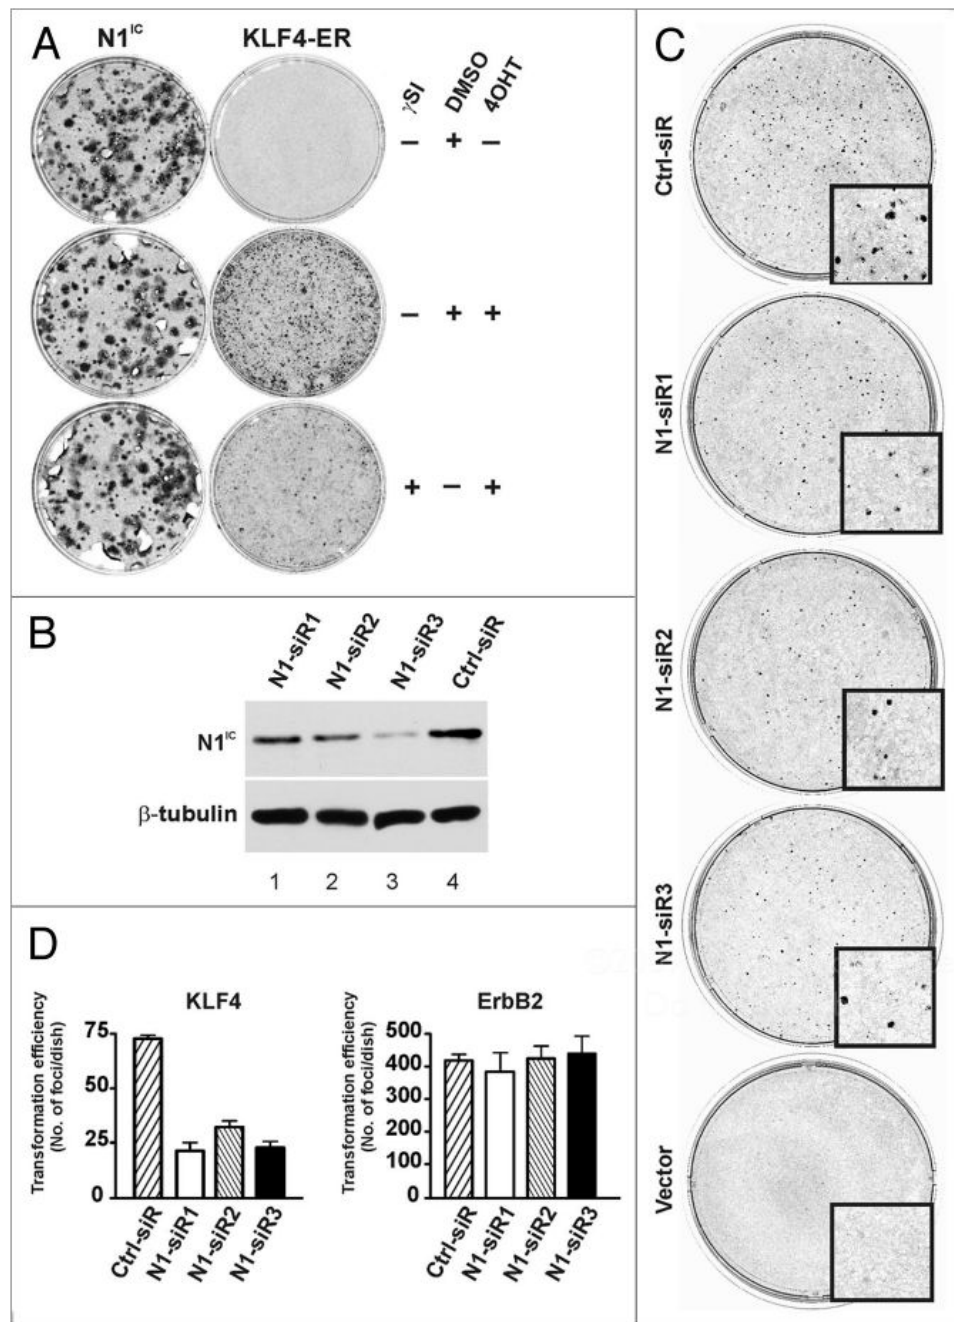 A
N1ᴵᶜ KLF4-ER
γSI DMSO 4OHT
− + −
− + +
+ − +
B
N1-siR1 N1-siR2 N1-siR3 Ctrl-siR
N1ᴵᶜ
β-tubulin
1 2 3 4
C
Ctrl-siR
N1-siR1
N1-siR2
N1-siR3
Vector
D
KLF4
Transformation efficiency
(No. of foci/dish)
75
50
25
0
Ctrl-siR N1-siR1 N1-siR2 N1-siR3
ErbB2
Transformation efficiency
(No. of foci/dish)
500
400
300
200
100
0
Ctrl-siR N1-siR1 N1-siR2 N1-siR3